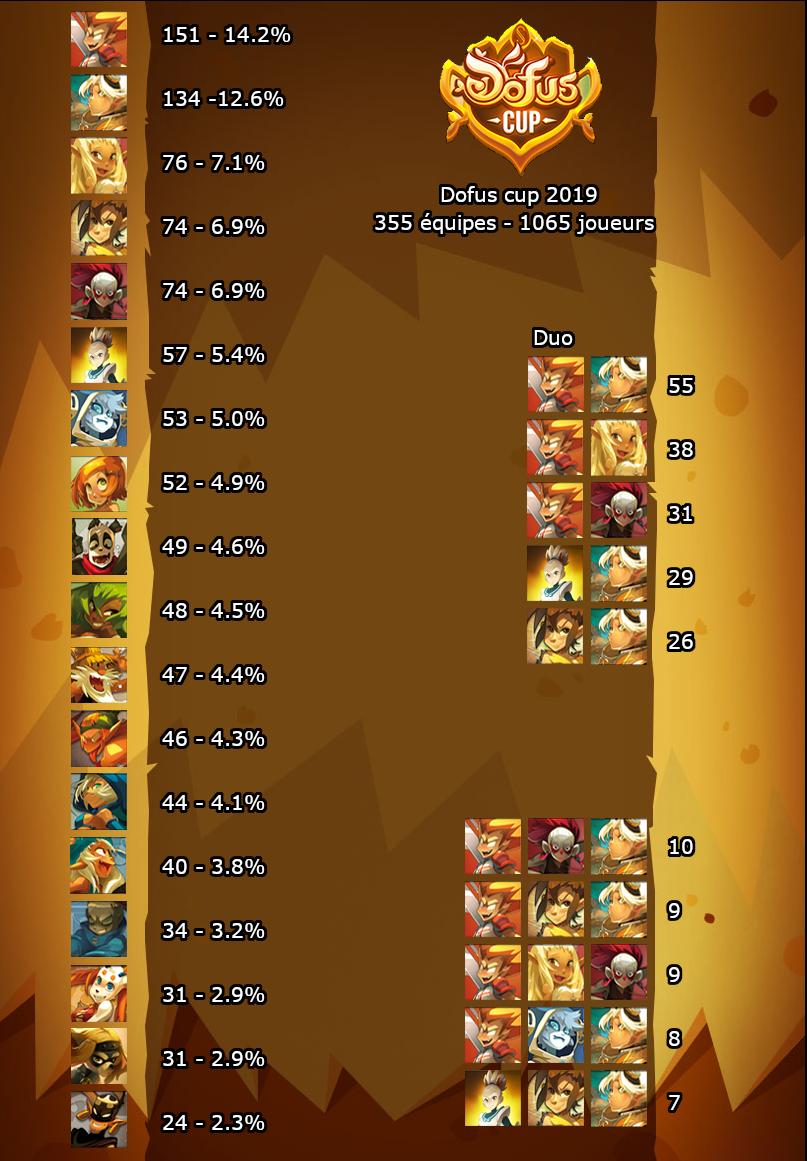 151 - 14.2%
134 -12.6%
76 - 7.1%
74 - 6.9%
74 - 6.9%
57 - 5.4%
53 - 5.0%
52 - 4.9%
49 - 4.6%
48 - 4.5%
47 - 4.4%
46 - 4.3%
44 - 4.1%
40 - 3.8%
34 - 3.2%
31 - 2.9%
31 - 2.9%
24 - 2.3%
DOFUS
CUP
Dofus cup 2019
355 équipes - 1065 joueurs
Duo
55
38
31
29
26
10
9
9
8
7